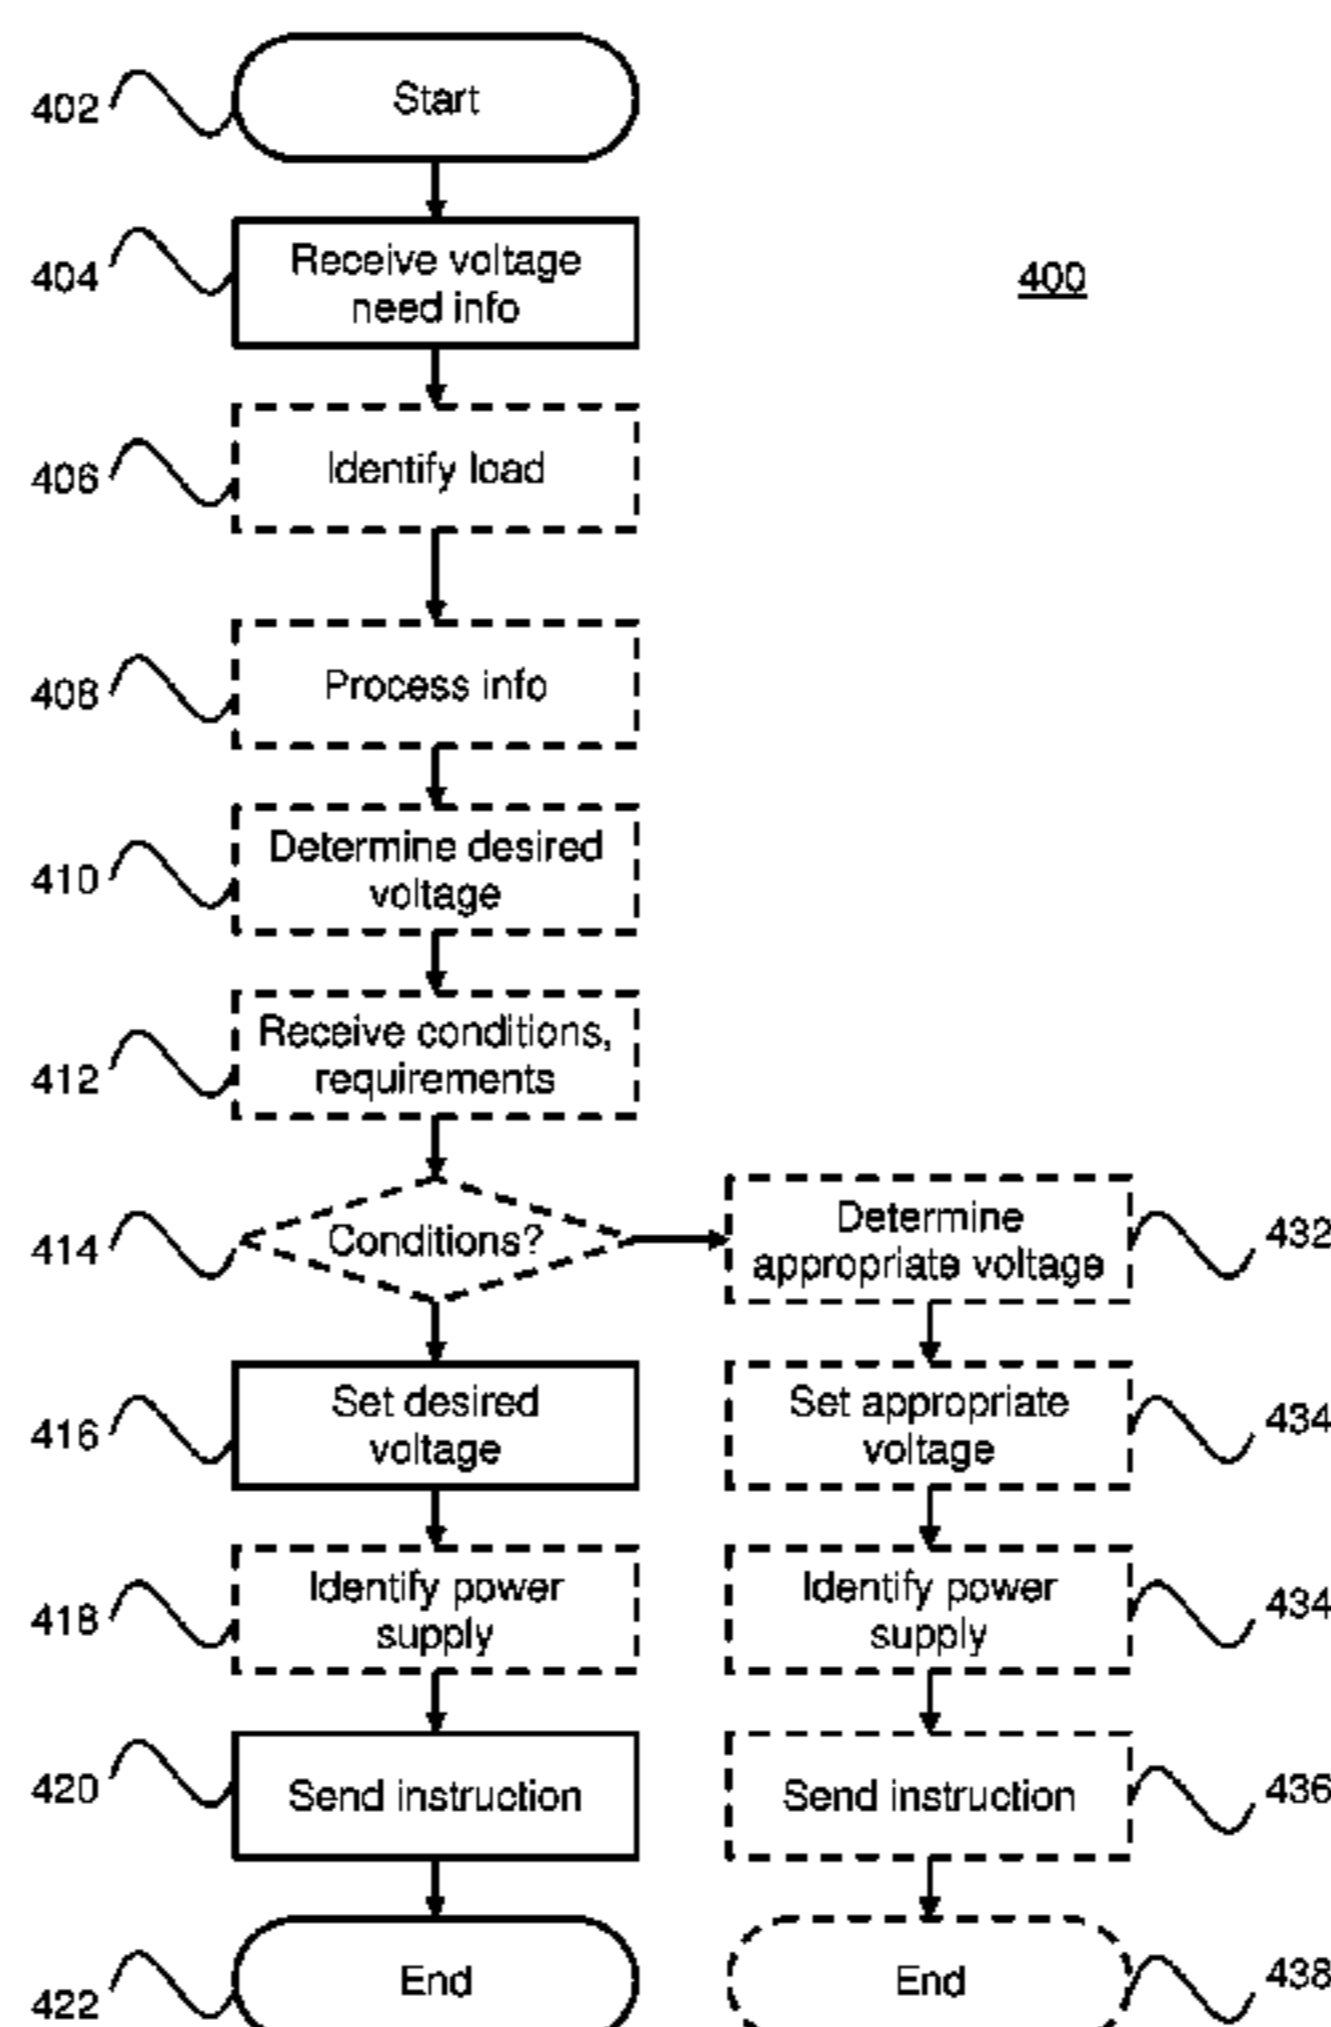 402
Start
404
Receive voltage
need info
400
406
Identify load
408
Process info
410
Determine desired
voltage
412
Receive conditions,
requirements
414
Conditions?
Determine
appropriate voltage
432
416
Set desired
voltage
Set appropriate
voltage
434
418
Identify power
supply
Identify power
supply
434
420
Send instruction
Send instruction
436
422
End
End
438